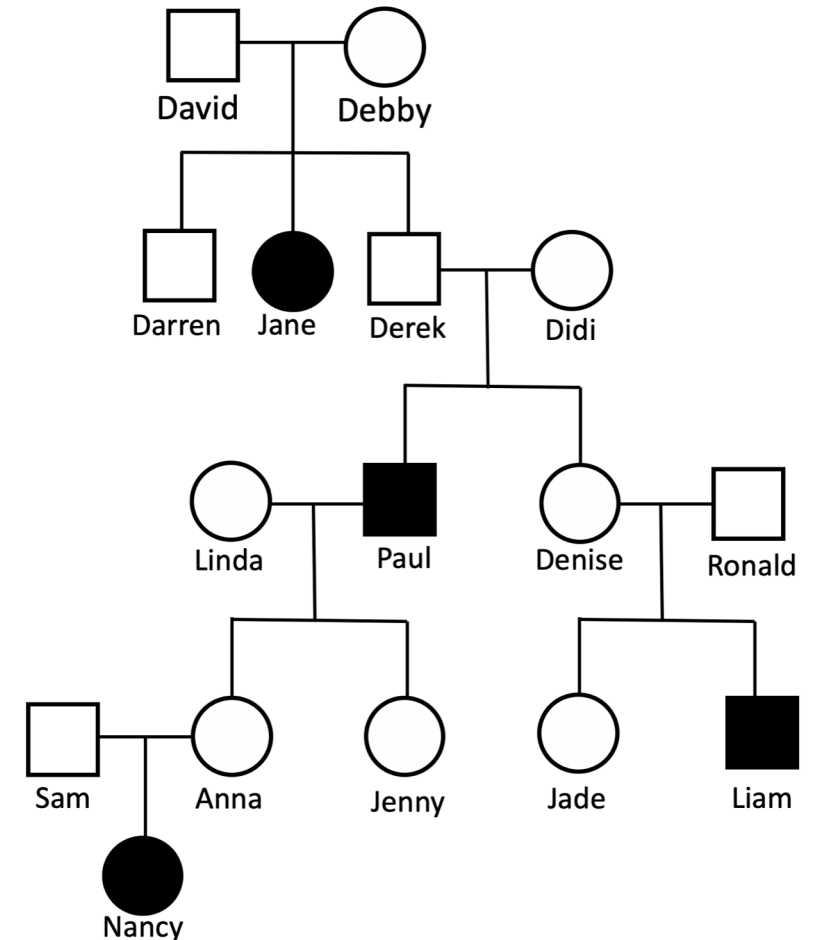 David Debby
Darren Jane Derek Didi
Linda Paul Denise Ronald
Sam Anna Jenny Jade Liam
Nancy